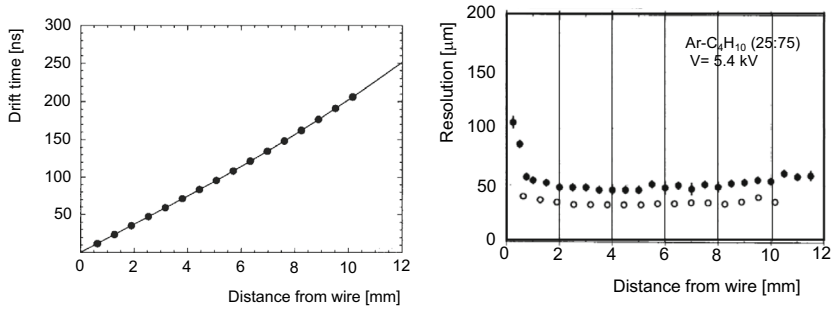 Drift time [ns]
300
250
200
150
100
50
0 2 4 6 8 10 12
Distance from wire [mm]
Resolution [μm]
200
150
100
50
0
Ar-C₄H₁₀ (25:75)
V= 5.4 kV
0 2 4 6 8 10 12
Distance from wire [mm]